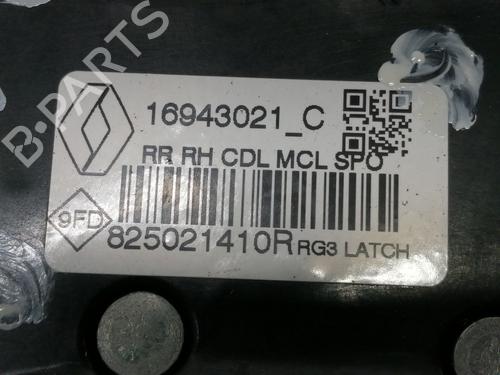 16943021_C
RR RH CDL MCL SPO
9FD
825021410R RG3 LATCH
B-PARTS